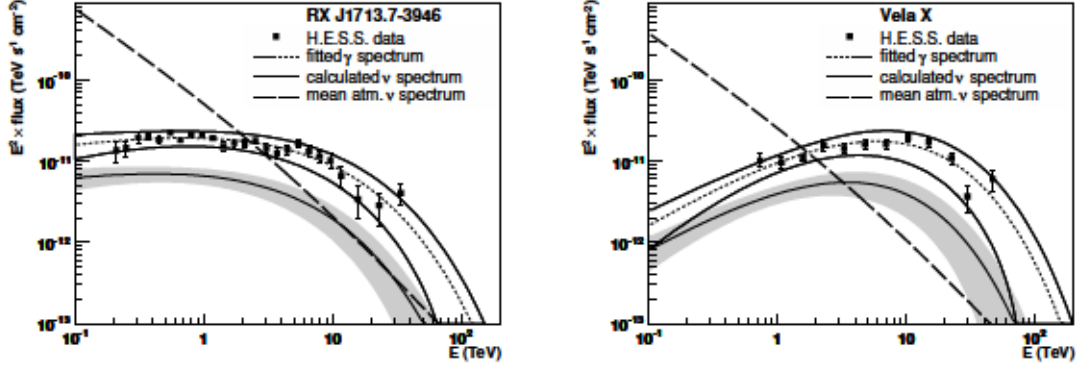 RX J1713.7-3946
H.E.S.S. data
fitted γ spectrum
calculated ν spectrum
mean atm. ν spectrum
E² × flux (TeV s⁻¹ cm⁻²)
10⁻¹⁰
10⁻¹¹
10⁻¹²
10⁻¹³
10⁻¹ 1 10 10²
E (TeV)
Vela X
H.E.S.S. data
fitted γ spectrum
calculated ν spectrum
mean atm. ν spectrum
E² × flux (TeV s⁻¹ cm⁻²)
10⁻¹⁰
10⁻¹¹
10⁻¹²
10⁻¹³
10⁻¹ 1 10 10²
E (TeV)